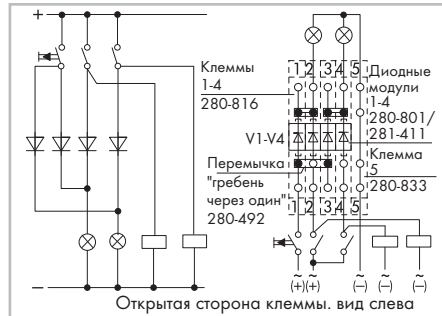 +
Клеммы
1-4
280-816
1 2 3 4 5
Диодные
модули
1-4
280-801/
281-411
V1-V4
Перемычка
"гребень
через один"
280-492
Клемма
5
280-833
1 2 3 4 5
~ ~ ~ ~ ~
(+) (+) (–) (–) (–)
–
Открытая сторона клеммы. вид слева